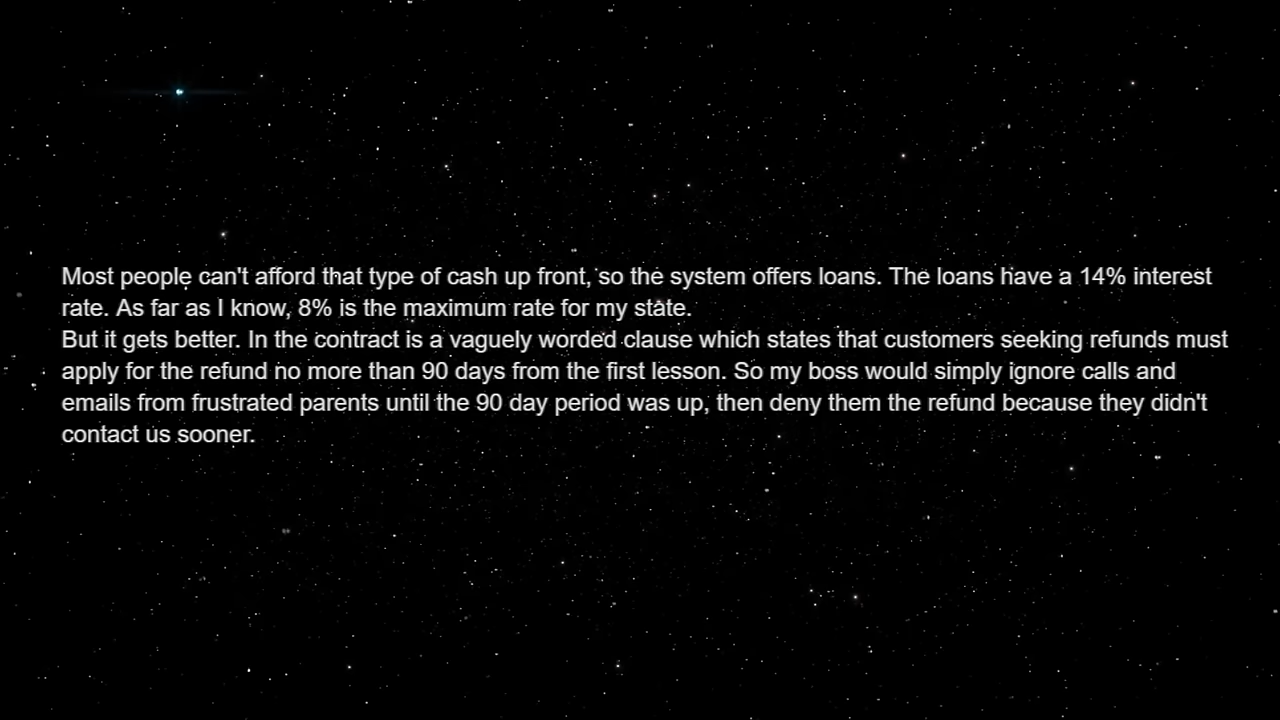 Most people can't afford that type of cash up front, so the system offers loans. The loans have a 14% interest
rate. As far as I know, 8% is the maximum rate for my state.
But it gets better. In the contract is a vaguely worded clause which states that customers seeking refunds must
apply for the refund no more than 90 days from the first lesson. So my boss would simply ignore calls and
emails from frustrated parents until the 90 day period was up, then deny them the refund because they didn't
contact us sooner.